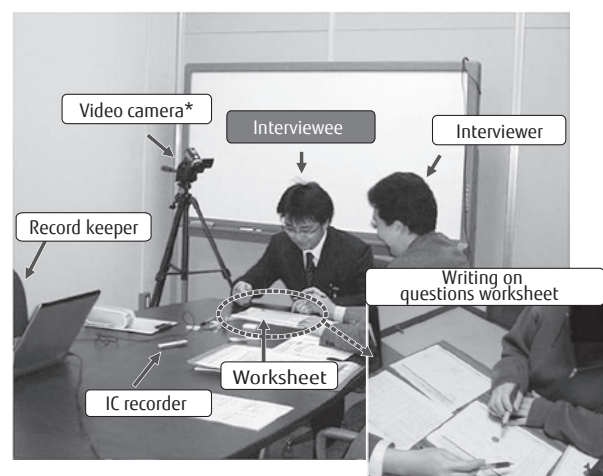 Video camera*
Interviewee
Interviewer
Record keeper
Writing on
questions worksheet
Worksheet
IC recorder